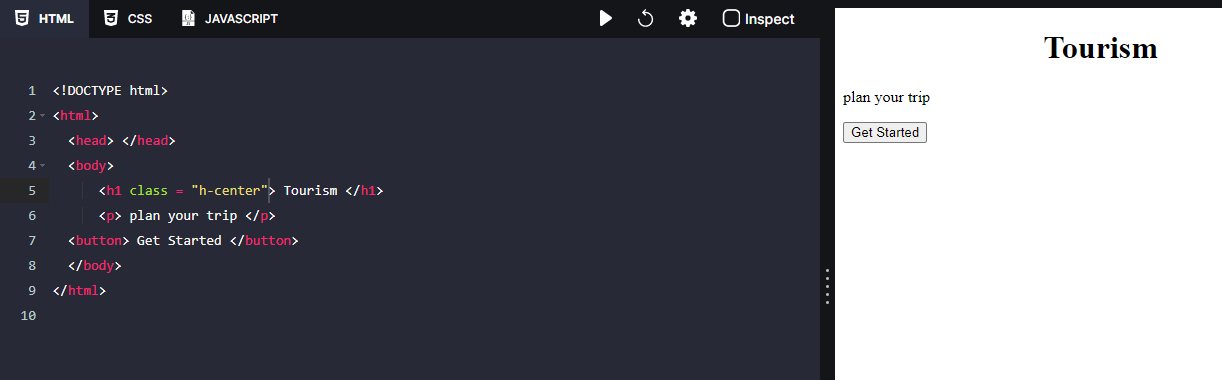 HTML CSS JAVASCRIPT Inspect
1 <!DOCTYPE html>
2 <html>
3 <head> </head>
4 <body>
5 <h1 class = "h-center"> Tourism </h1>
6 <p> plan your trip </p>
7 <button> Get Started </button>
8 </body>
9 </html>
10
Tourism
plan your trip
Get Started